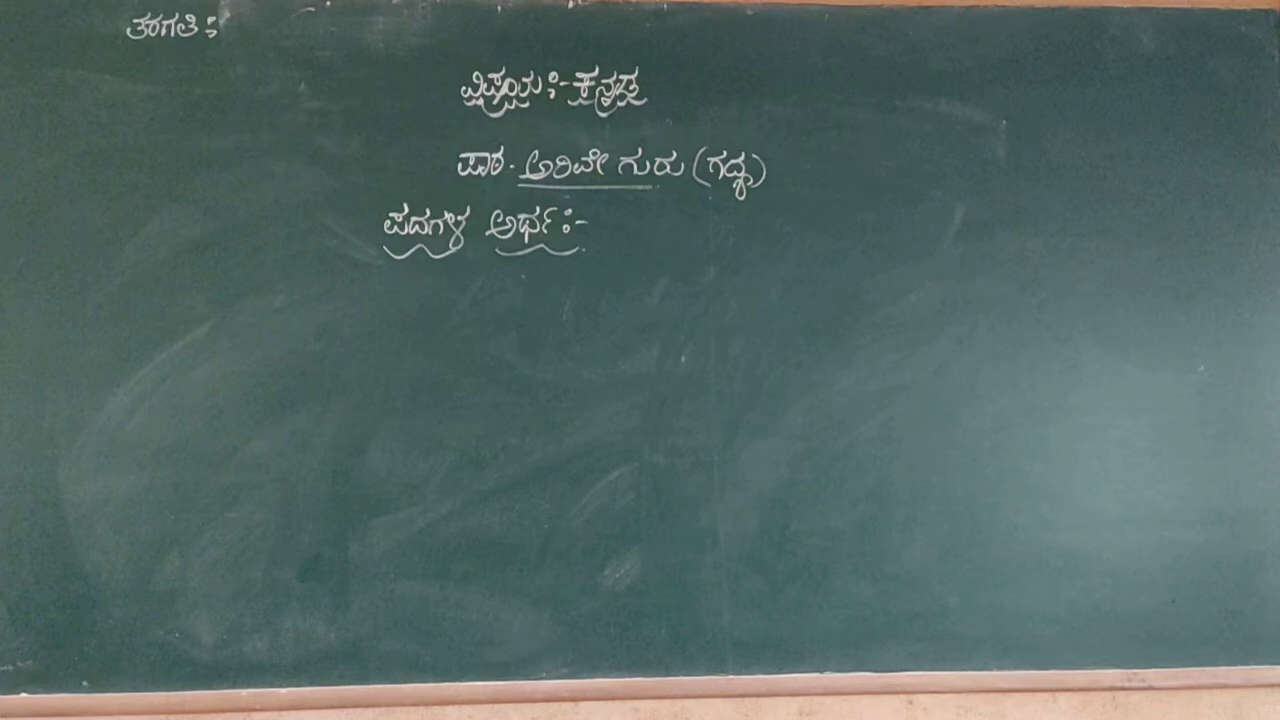 ತರಗತಿ :
ವಿಷಯ :- ಕನ್ನಡ
ಪಾಠ - ಅರಿವೇ ಗುರು (ಗದ್ಯ)
ಪದಗಳ ಅರ್ಥ :-